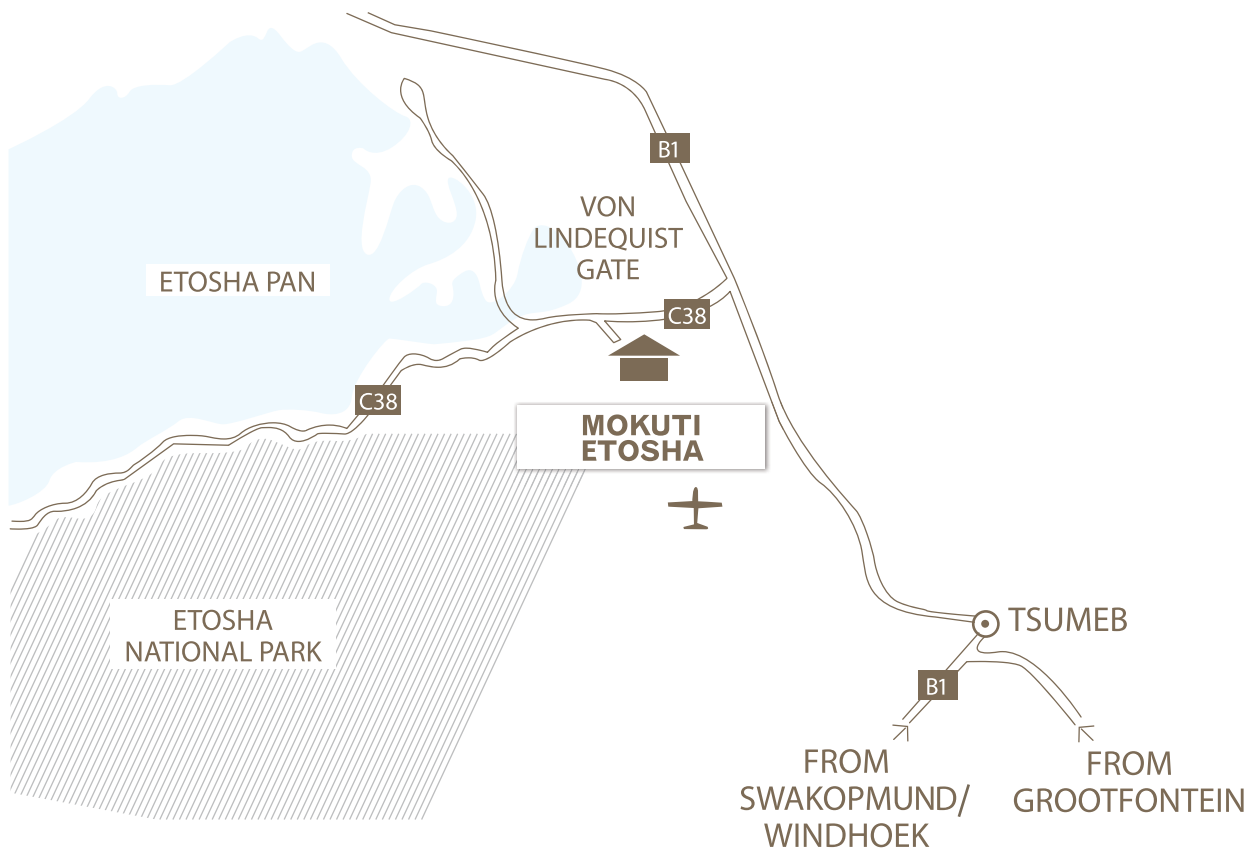 B1
VON
LINDEQUIST
GATE
ETOSHA PAN
C38
C38
MOKUTI
ETOSHA
ETOSHA
NATIONAL PARK
TSUMEB
B1
FROM
SWAKOPMUND/
WINDHOEK
FROM
GROOTFONTEIN